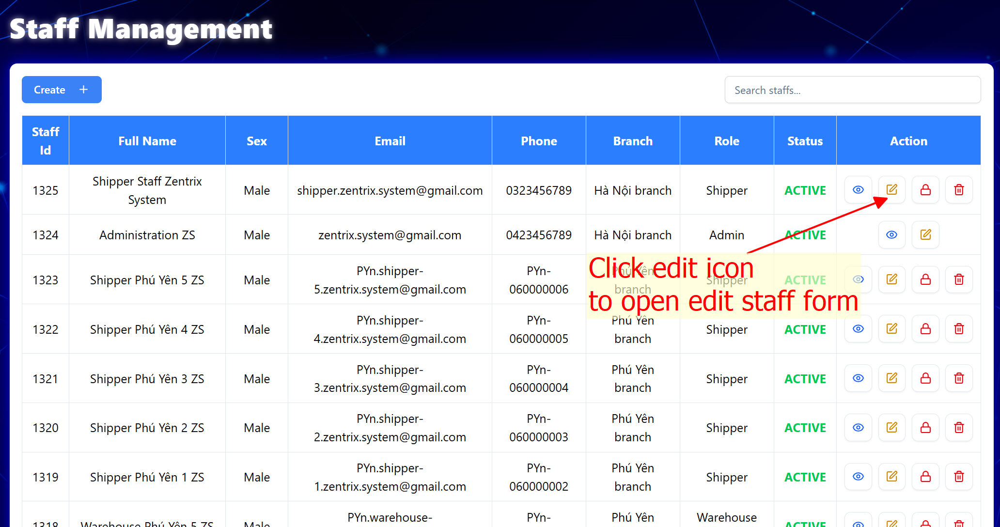 Staff Management
Create +
Search staffs...
Staff Id Full Name Sex Email Phone Branch Role Status Action
1325 Shipper Staff Zentrix System Male shipper.zentrix.system@gmail.com 0323456789 Hà Nội branch Shipper ACTIVE
1324 Administration ZS Male zentrix.system@gmail.com 0423456789 Hà Nội branch Admin ACTIVE
1323 Shipper Phú Yên 5 ZS Male PYn.shipper-5.zentrix.system@gmail.com PYn-060000006 Phú Yên branch Shipper ACTIVE
Click edit icon
to open edit staff form
1322 Shipper Phú Yên 4 ZS Male PYn.shipper-4.zentrix.system@gmail.com PYn-060000005 Phú Yên branch Shipper ACTIVE
1321 Shipper Phú Yên 3 ZS Male PYn.shipper-3.zentrix.system@gmail.com PYn-060000004 Phú Yên branch Shipper ACTIVE
1320 Shipper Phú Yên 2 ZS Male PYn.shipper-2.zentrix.system@gmail.com PYn-060000003 Phú Yên branch Shipper ACTIVE
1319 Shipper Phú Yên 1 ZS Male PYn.shipper-1.zentrix.system@gmail.com PYn-060000002 Phú Yên branch Shipper ACTIVE
1318 Warehouse Phú Yên 5 ZS Male PYn.warehouse- PYn- Phú Yên Warehouse ACTIVE